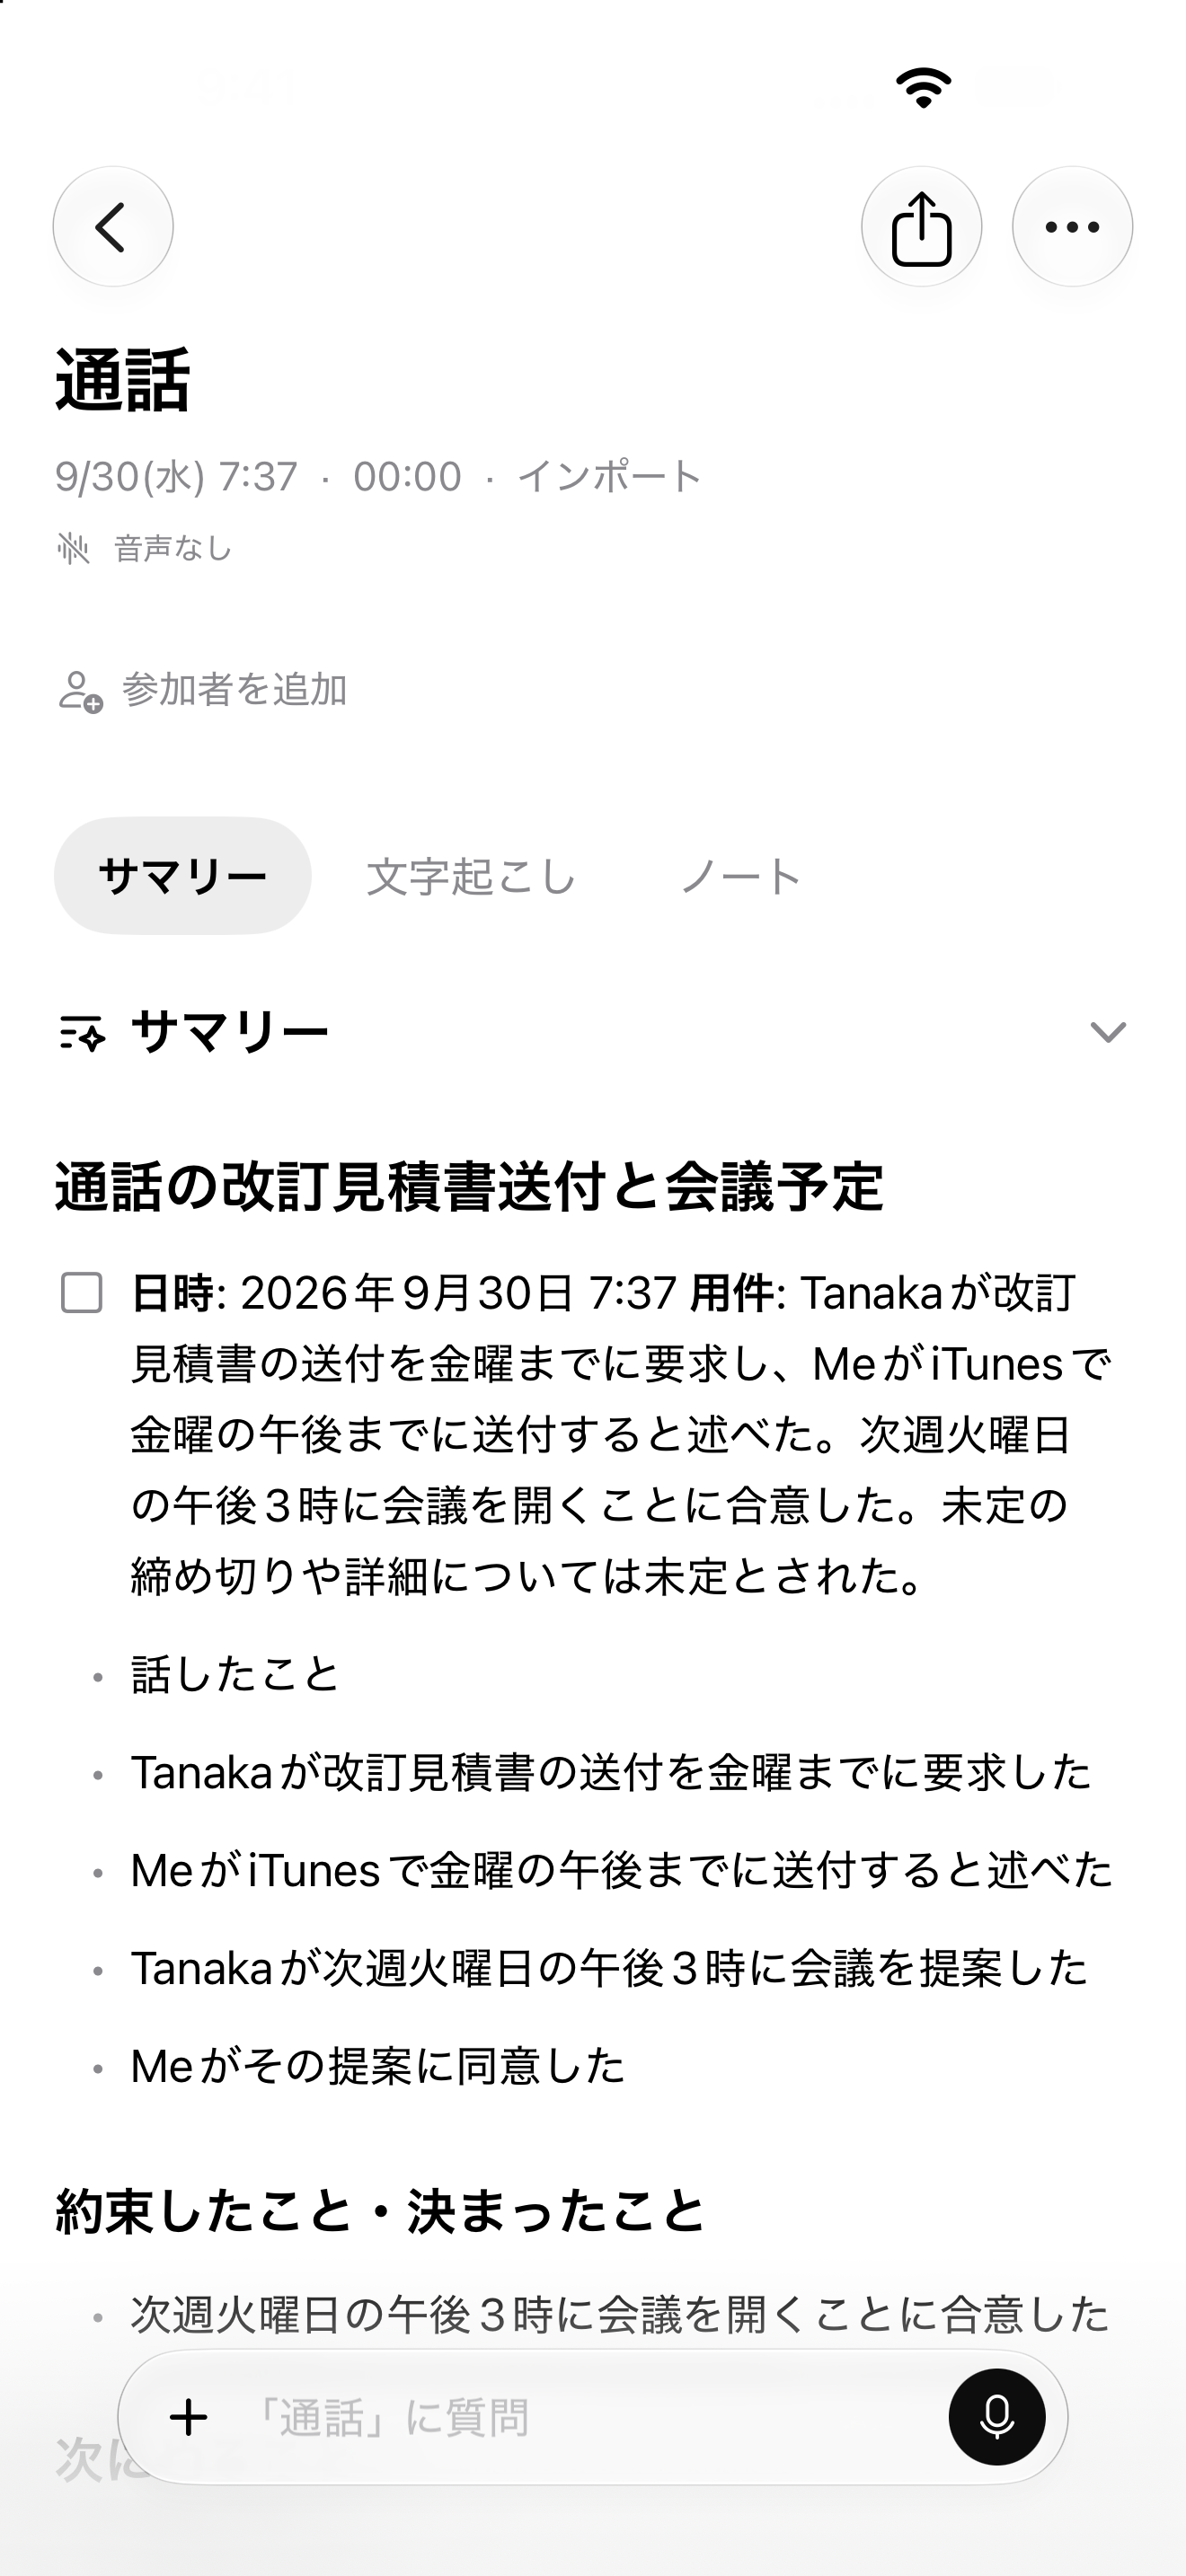 通話
9/30(水) 7:37 · 00:00 · インポート
音声なし
参加者を追加
サマリー 文字起こし ノート
サマリー
通話の改訂見積書送付と会議予定
日時: 2026年9月30日 7:37 用件: Tanakaが改訂
見積書の送付を金曜までに要求し、MeがiTunesで
金曜の午後までに送付すると述べた。次週火曜日
の午後3時に会議を開くことに合意した。未定の
締め切りや詳細については未定とされた。
• 話したこと
• Tanakaが改訂見積書の送付を金曜までに要求した
• MeがiTunesで金曜の午後までに送付すると述べた
• Tanakaが次週火曜日の午後3時に会議を提案した
• Meがその提案に同意した
約束したこと・決まったこと
• 次週火曜日の午後3時に会議を開くことに合意した
「通話」に質問
次に